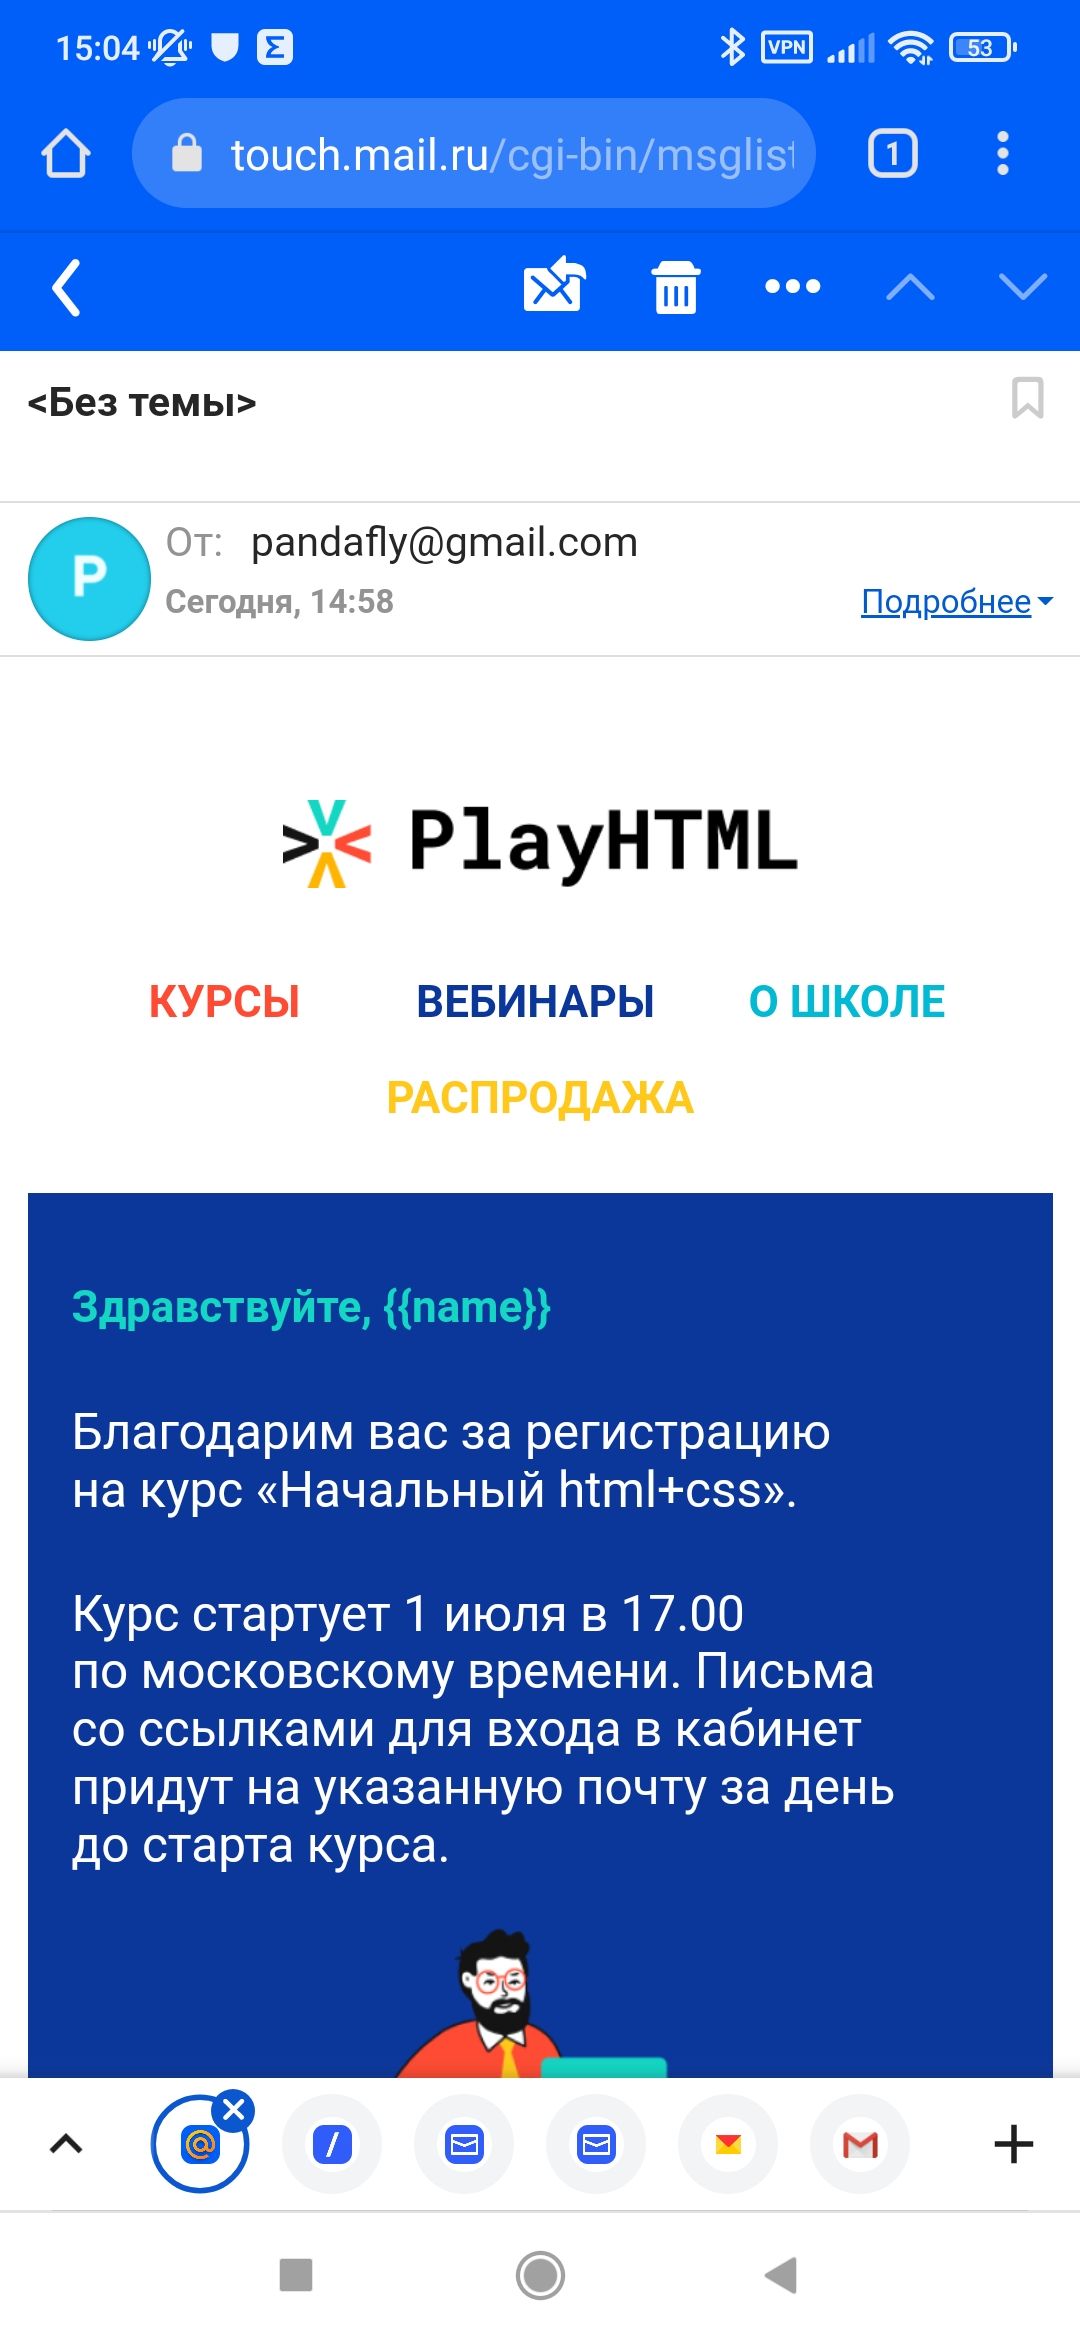 15:04
VPN
53
touch.mail.ru/cgi-bin/msglist
1
<Без темы>
P
От: pandafly@gmail.com
Сегодня, 14:58
Подробнее
PlayHTML
КУРСЫ ВЕБИНАРЫ О ШКОЛЕ
РАСПРОДАЖА
Здравствуйте, {{name}}
Благодарим вас за регистрацию
на курс «Начальный html+css».
Курс стартует 1 июля в 17.00
по московскому времени. Письма
со ссылками для входа в кабинет
придут на указанную почту за день
до старта курса.